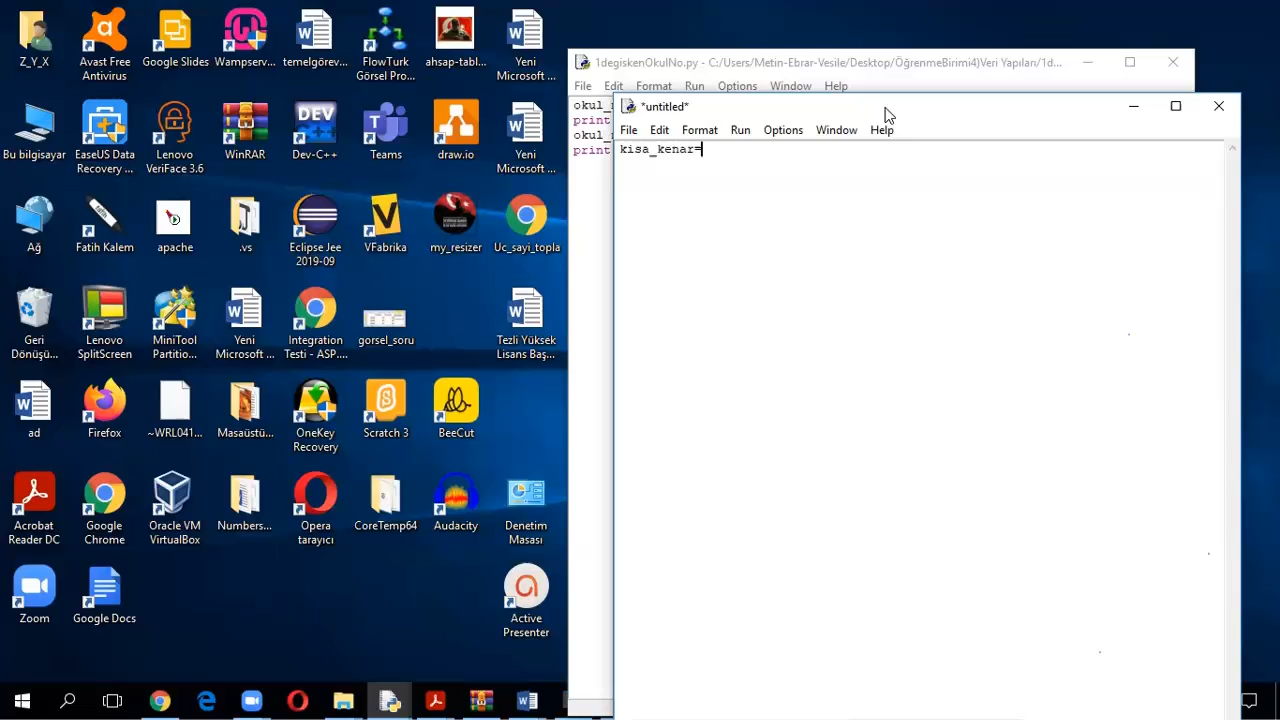 Z_Y_X
Avast Free Antivirus
Google Slides
Wampserv...
temelgörev...
FlowTurk Görsel Pro...
ahsap-tabl...
Yeni Microsoft ...
Bu bilgisayar
EaseUS Data Recovery ...
Lenovo VeriFace 3.6
WinRAR
DEV
C++
Dev-C++
Teams
draw.io
Yeni Microsoft ...
Ağ
Fatih Kalem
apache
.vs
Eclipse Jee 2019-09
VFabrika
my_resizer
Uc_sayi_topla
Geri Dönüşü...
Lenovo SplitScreen
MiniTool Partitio...
Yeni Microsoft ...
Integration Testi - ASP....
gorsel_soru
Tezli Yüksek Lisans Baş...
ad
Firefox
~WRL041...
Masaüstü...
OneKey Recovery
Scratch 3
BeeCut
Acrobat Reader DC
Google Chrome
Oracle VM VirtualBox
Numbers...
Opera tarayıcı
CoreTemp64
Audacity
Denetim Masası
Zoom
Google Docs
Active Presenter
1degiskenOkulNo.py - C:/Users/Metin-Ebrar-Vesile/Desktop/ÖğrenmeBirimi4)Veri Yapıları/1d...
File Edit Format Run Options Window Help
okul_
print
okul_
print
*untitled*
File Edit Format Run Options Window Help
kisa_kenar=